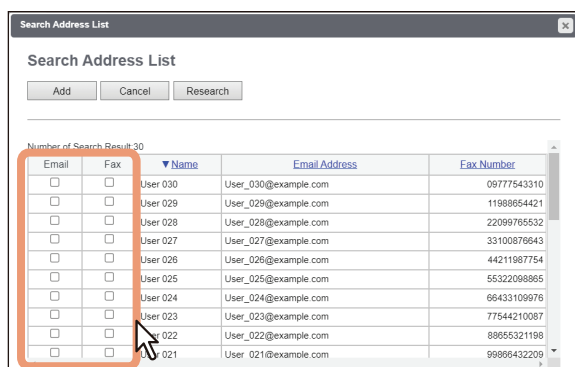 Search Address List
Search Address List
Add Cancel Research
Number of Search Result:30
Email Fax ▼Name Email Address Fax Number
User 030 User_030@example.com 09777543310
User 029 User_029@example.com 11988654421
User 028 User_028@example.com 22099765532
User 027 User_027@example.com 33100876643
User 026 User_026@example.com 44211987754
User 025 User_025@example.com 55322098865
User 024 User_024@example.com 66433109976
User 023 User_023@example.com 77544210087
User 022 User_022@example.com 88655321198
User 021 User_021@example.com 99866432209